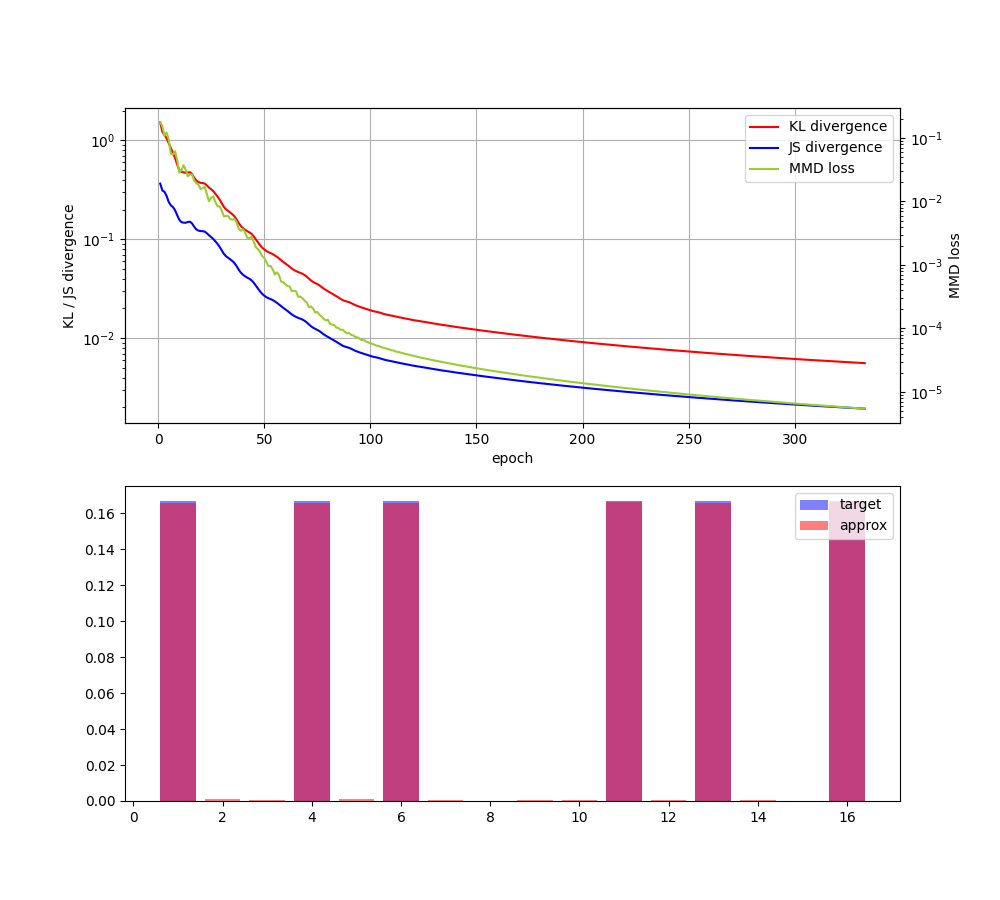 KL divergence
JS divergence
MMD loss
10^0
10^-1
10^-2
KL / JS divergence
10^-1
10^-2
10^-3
10^-4
10^-5
MMD loss
0 50 100 150 200 250 300
epoch
target
approx
0.16
0.14
0.12
0.10
0.08
0.06
0.04
0.02
0.00
0 2 4 6 8 10 12 14 16